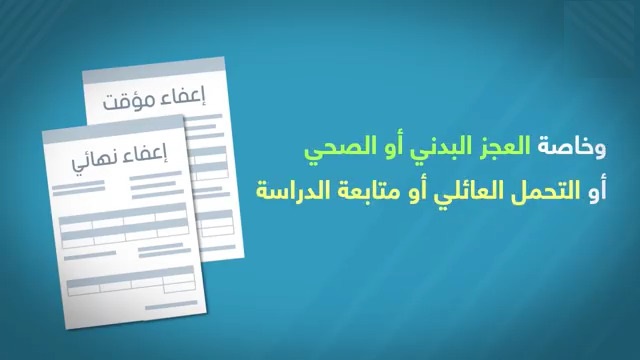 إعفاء مؤقت
إعفاء نهائي
وخاصة العجز البدني أو الصحي
أو التحمل العائلي أو متابعة الدراسة